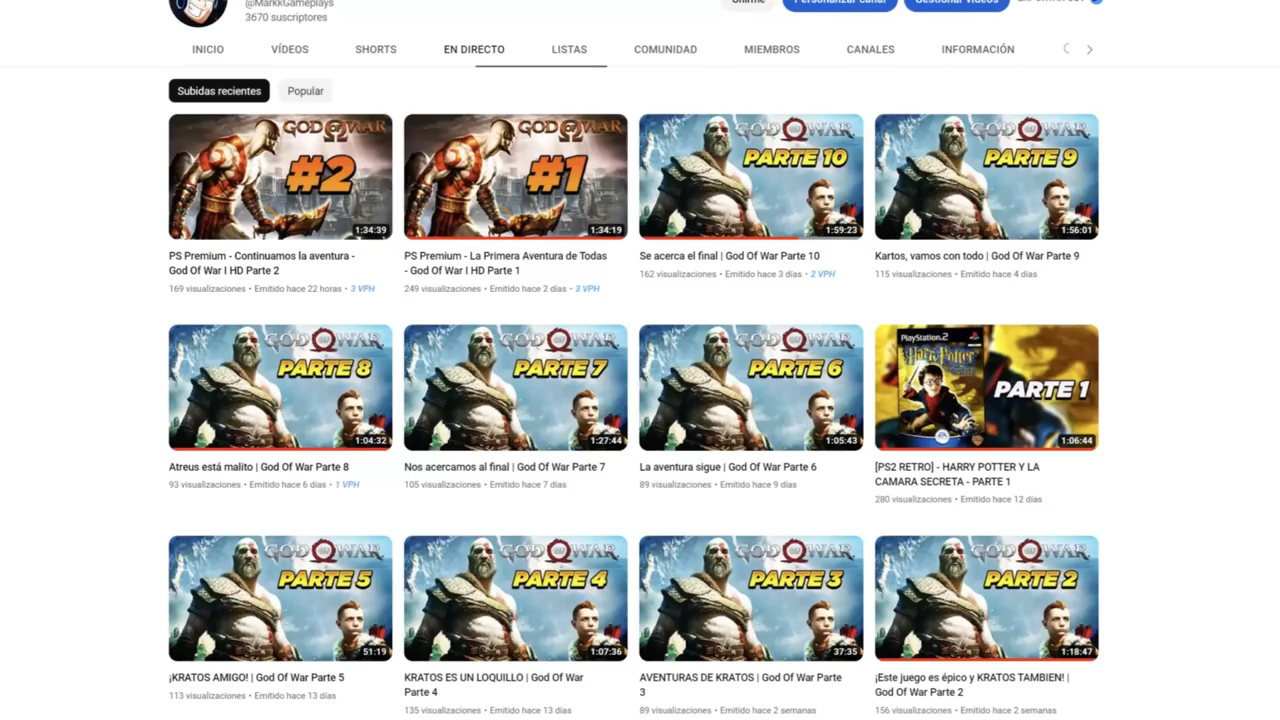 @MarkkGameplays
3670 suscriptores
Unirme
Personalizar canal
Gestionar vídeos
INICIO
VÍDEOS
SHORTS
EN DIRECTO
LISTAS
COMUNIDAD
MIEMBROS
CANALES
INFORMACIÓN
Subidas recientes
Popular
GOD OF WAR
#2
1:34:39
GOD OF WAR
#1
1:34:19
GOD OF WAR
PARTE 10
1:59:23
GOD OF WAR
PARTE 9
1:56:01
PS Premium - Continuamos la aventura -
God Of War I HD Parte 2
169 visualizaciones • Emitido hace 22 horas • 3 VPH
PS Premium - La Primera Aventura de Todas
- God Of War I HD Parte 1
249 visualizaciones • Emitido hace 2 días • 3 VPH
Se acerca el final | God Of War Parte 10
162 visualizaciones • Emitido hace 3 días • 2 VPH
Kartos, vamos con todo | God Of War Parte 9
115 visualizaciones • Emitido hace 4 días
GOD OF WAR
PARTE 8
1:04:32
GOD OF WAR
PARTE 7
1:27:44
GOD OF WAR
PARTE 6
1:05:43
PlayStation.2
Harry Potter
PARTE 1
1:06:44
Atreus está malito | God Of War Parte 8
93 visualizaciones • Emitido hace 6 días • 1 VPH
Nos acercamos al final | God Of War Parte 7
105 visualizaciones • Emitido hace 7 días
La aventura sigue | God Of War Parte 6
89 visualizaciones • Emitido hace 9 días
[PS2 RETRO] - HARRY POTTER Y LA
CAMARA SECRETA - PARTE 1
280 visualizaciones • Emitido hace 12 días
GOD OF WAR
PARTE 5
51:19
GOD OF WAR
PARTE 4
1:07:36
GOD OF WAR
PARTE 3
37:35
GOD OF WAR
PARTE 2
1:18:47
¡KRATOS AMIGO! | God Of War Parte 5
113 visualizaciones • Emitido hace 13 días
KRATOS ES UN LOQUILLO | God Of War
Parte 4
135 visualizaciones • Emitido hace 13 días
AVENTURAS DE KRATOS | God Of War Parte
3
89 visualizaciones • Emitido hace 2 semanas
¡Este juego es épico y KRATOS TAMBIEN! |
God Of War Parte 2
156 visualizaciones • Emitido hace 2 semanas